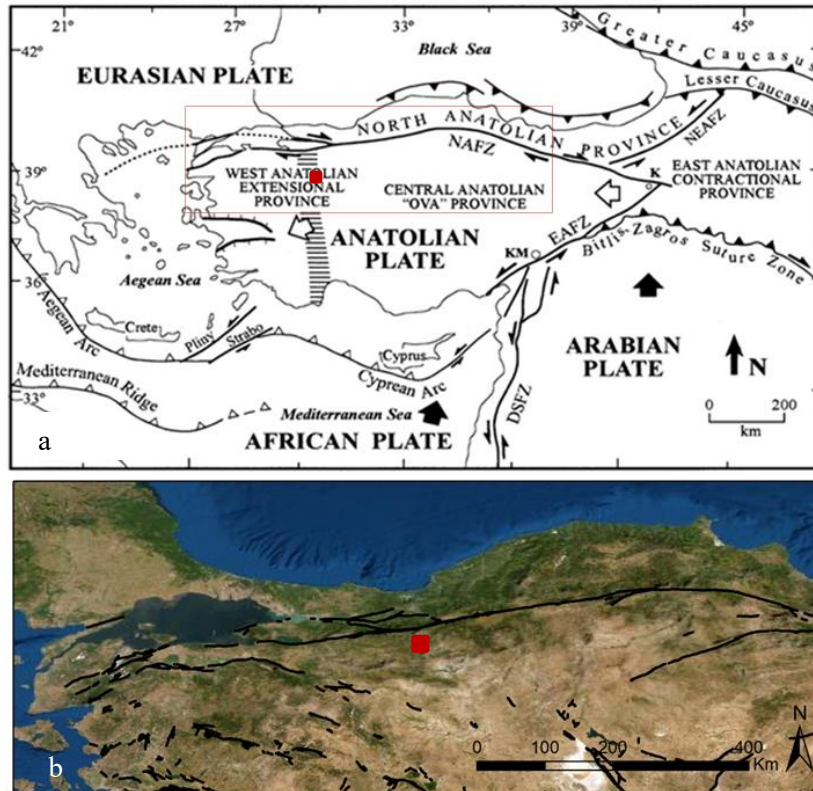 21° 27° 33° 39° 45°
42°
Black Sea
Greater Caucasus
Lesser Caucasus
EURASIAN PLATE
NORTH ANATOLIAN PROVINCE
NAFZ
NEAFZ
39°
WEST ANATOLIAN
EXTENSIONAL
PROVINCE
CENTRAL ANATOLIAN
"OVA" PROVINCE
K
EAST ANATOLIAN
CONTRACTIONAL
PROVINCE
ANATOLIAN
PLATE
EAFZ
KM
Bitlis-Zagros Suture Zone
Aegean Sea
36°
Aegean Arc
Crete
Pliny
Strabo
Cyprus
Cyprean Arc
ARABIAN
PLATE
N
Mediterranean Ridge
33°
Mediterranean Sea
DSFZ
0 200
km
a
AFRICAN PLATE
N
0 100 200 400
Km
b